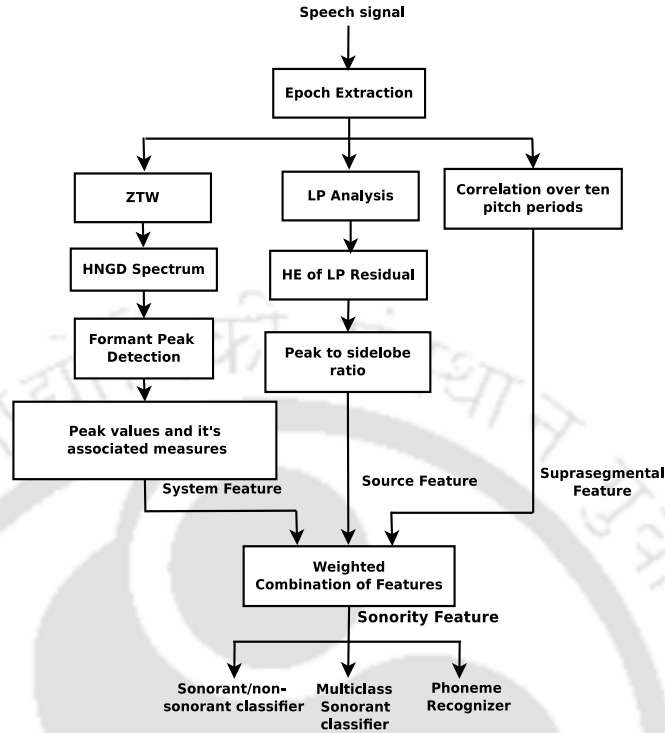 Speech signal
Epoch Extraction
ZTW
LP Analysis
Correlation over ten
pitch periods
HNGD Spectrum
HE of LP Residual
Formant Peak
Detection
Peak to sidelobe
ratio
Peak values and it's
associated measures
System Feature
Source Feature
Suprasegmental
Feature
Weighted
Combination of Features
Sonority Feature
Sonorant/non-
sonorant classifier
Multiclass
Sonorant
classifier
Phoneme
Recognizer